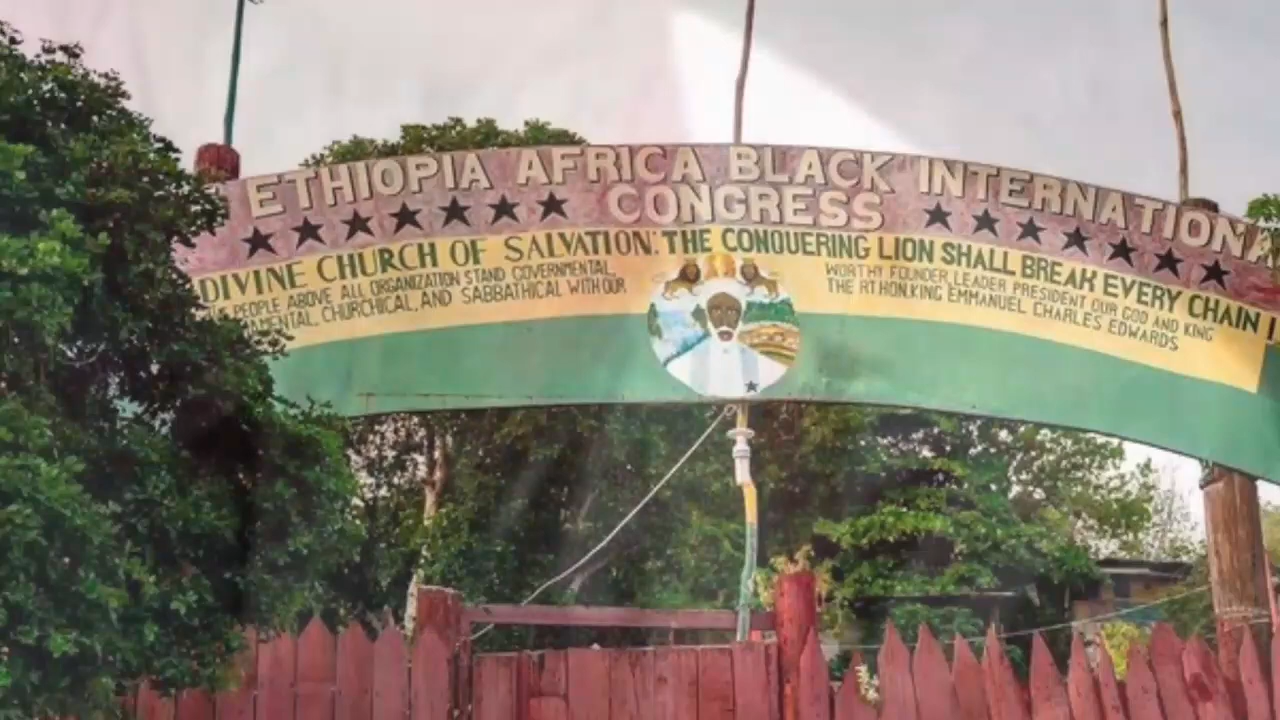 ETHIOPIA AFRICA BLACK INTERNATIONA
CONGRESS
DIVINE CHURCH OF SALVATION: THE CONQUERING LION SHALL BREAK EVERY CHAIN !
PEOPLE ABOVE ALL ORGANIZATION STAND GOVERNMENTAL,
AMENTAL, CHURCHICAL, AND SABBATHICAL WITH OUR
WORTHY FOUNDER, LEADER PRESIDENT OUR GOD AND KING
THE RT.HON.KING EMMANUEL CHARLES EDWARDS